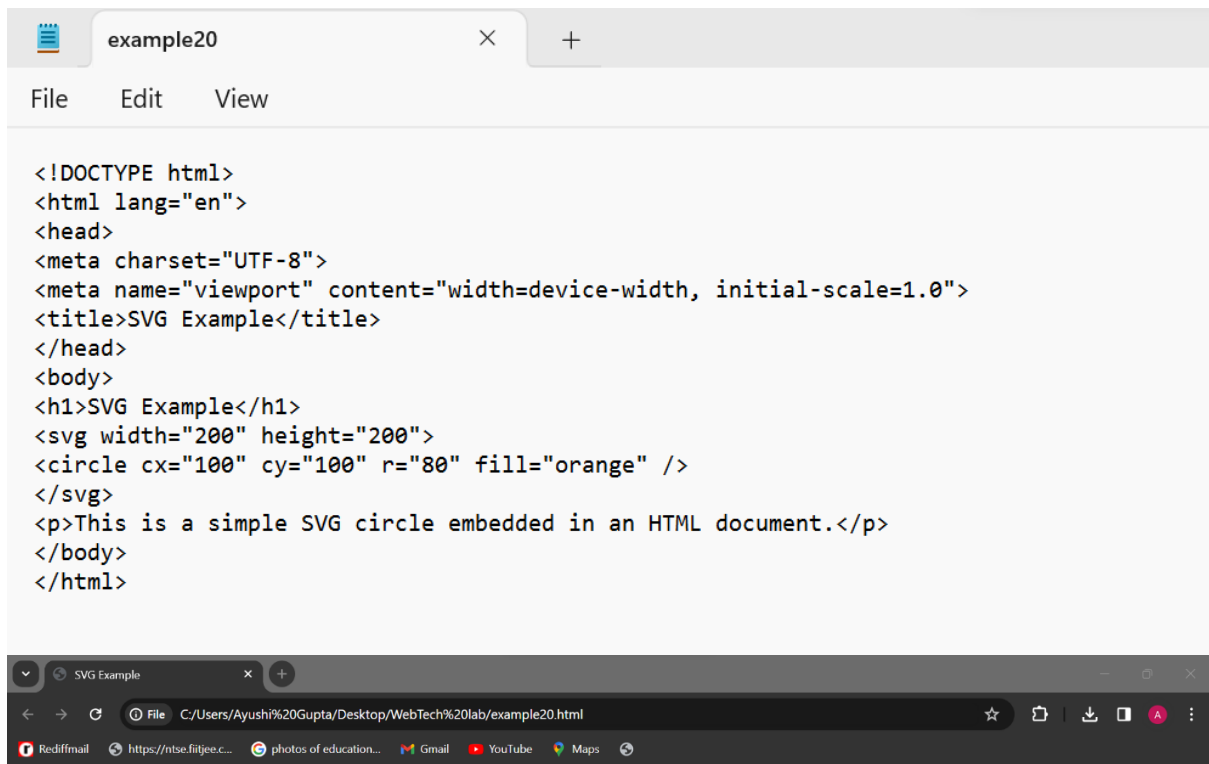 example20
File Edit View
<!DOCTYPE html>
<html lang="en">
<head>
<meta charset="UTF-8">
<meta name="viewport" content="width=device-width, initial-scale=1.0">
<title>SVG Example</title>
</head>
<body>
<h1>SVG Example</h1>
<svg width="200" height="200">
<circle cx="100" cy="100" r="80" fill="orange" />
</svg>
<p>This is a simple SVG circle embedded in an HTML document.</p>
</body>
</html>
SVG Example
File C:/Users/Ayushi%20Gupta/Desktop/WebTech%20lab/example20.html A
Rediffmail https://ntse.fiitjee.c... photos of education... Gmail YouTube Maps